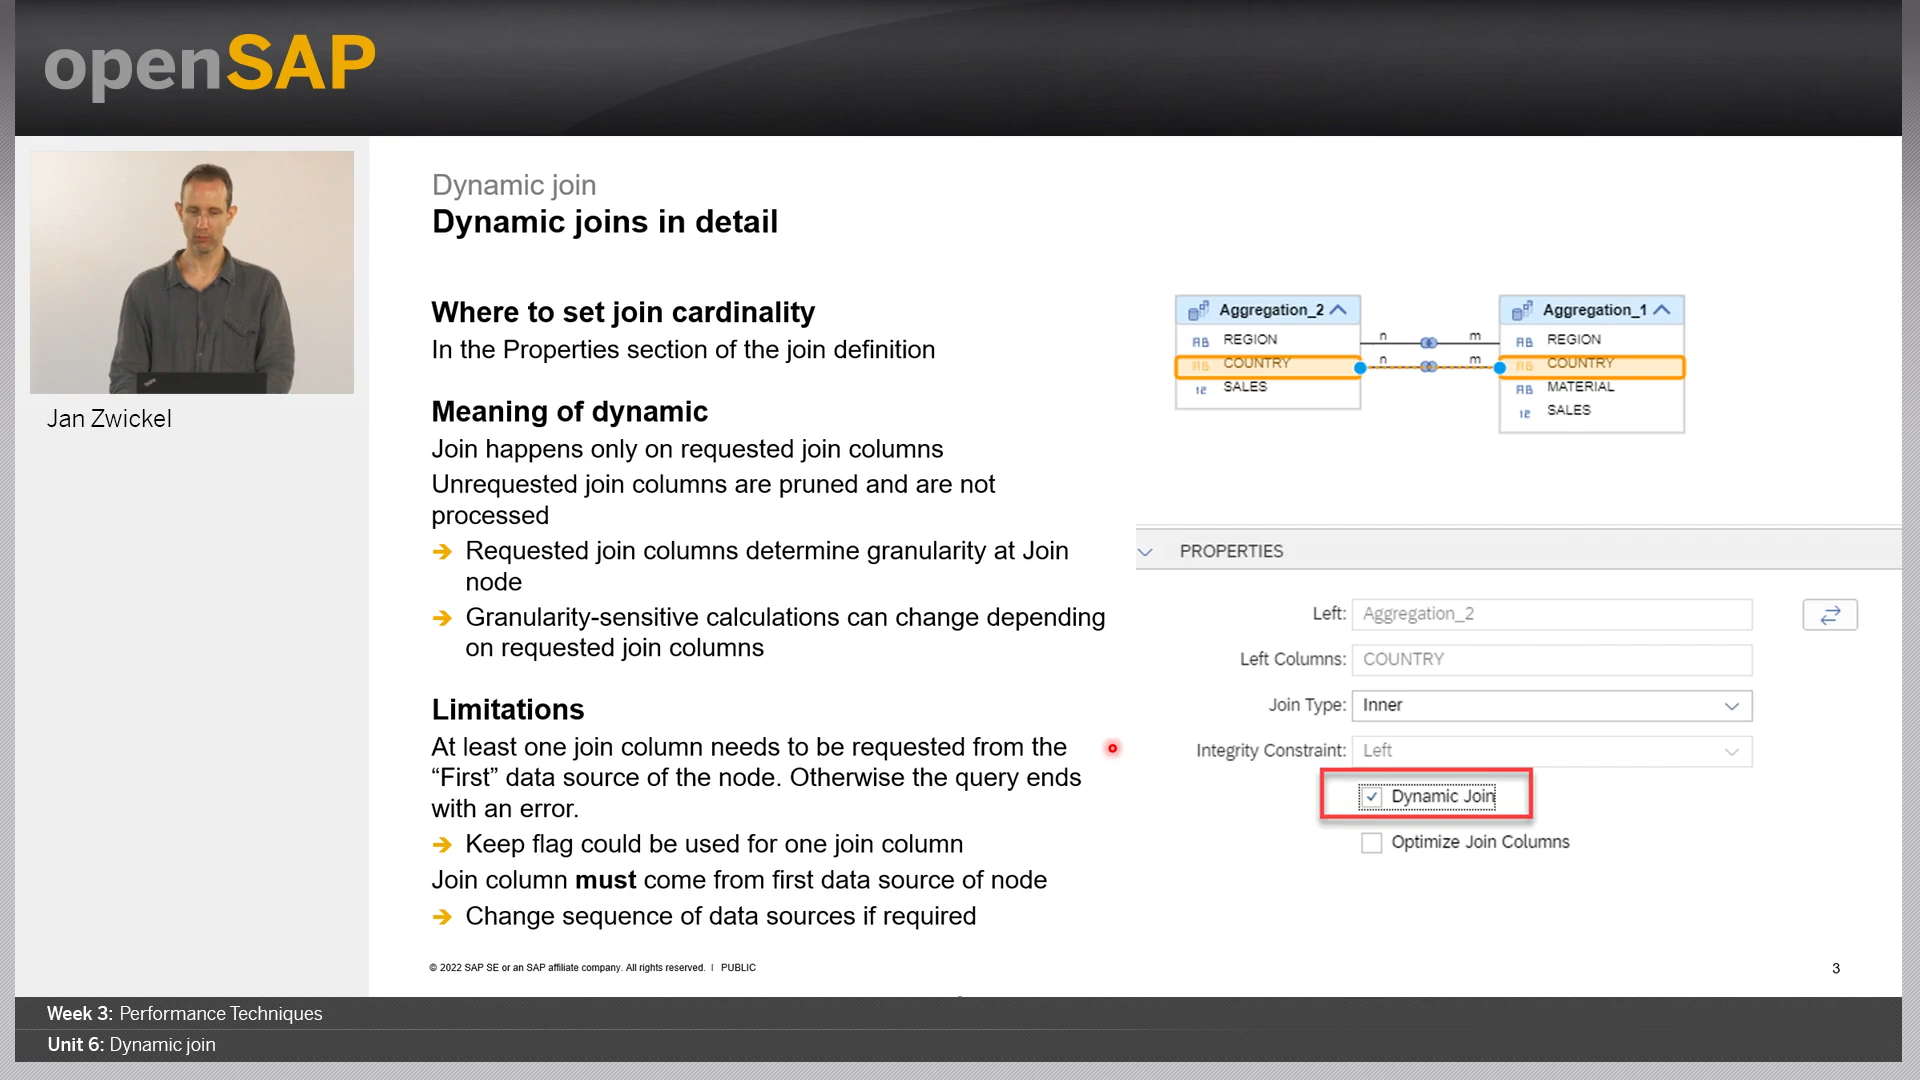 openSAP
Jan Zwickel
Dynamic join
Dynamic joins in detail
Where to set join cardinality
In the Properties section of the join definition
Meaning of dynamic
Join happens only on requested join columns
Unrequested join columns are pruned and are not
processed
➔ Requested join columns determine granularity at Join
node
➔ Granularity-sensitive calculations can change depending
on requested join columns
Limitations
At least one join column needs to be requested from the
“First” data source of the node. Otherwise the query ends
with an error.
➔ Keep flag could be used for one join column
Join column must come from first data source of node
➔ Change sequence of data sources if required
Aggregation_2
AB REGION
AB COUNTRY
12 SALES
n m
n m
Aggregation_1
AB REGION
AB COUNTRY
AB MATERIAL
12 SALES
PROPERTIES
Left: Aggregation_2
Left Columns: COUNTRY
Join Type: Inner
Integrity Constraint: Left
Dynamic Join
Optimize Join Columns
© 2022 SAP SE or an SAP affiliate company. All rights reserved. | PUBLIC
3
Week 3: Performance Techniques
Unit 6: Dynamic join